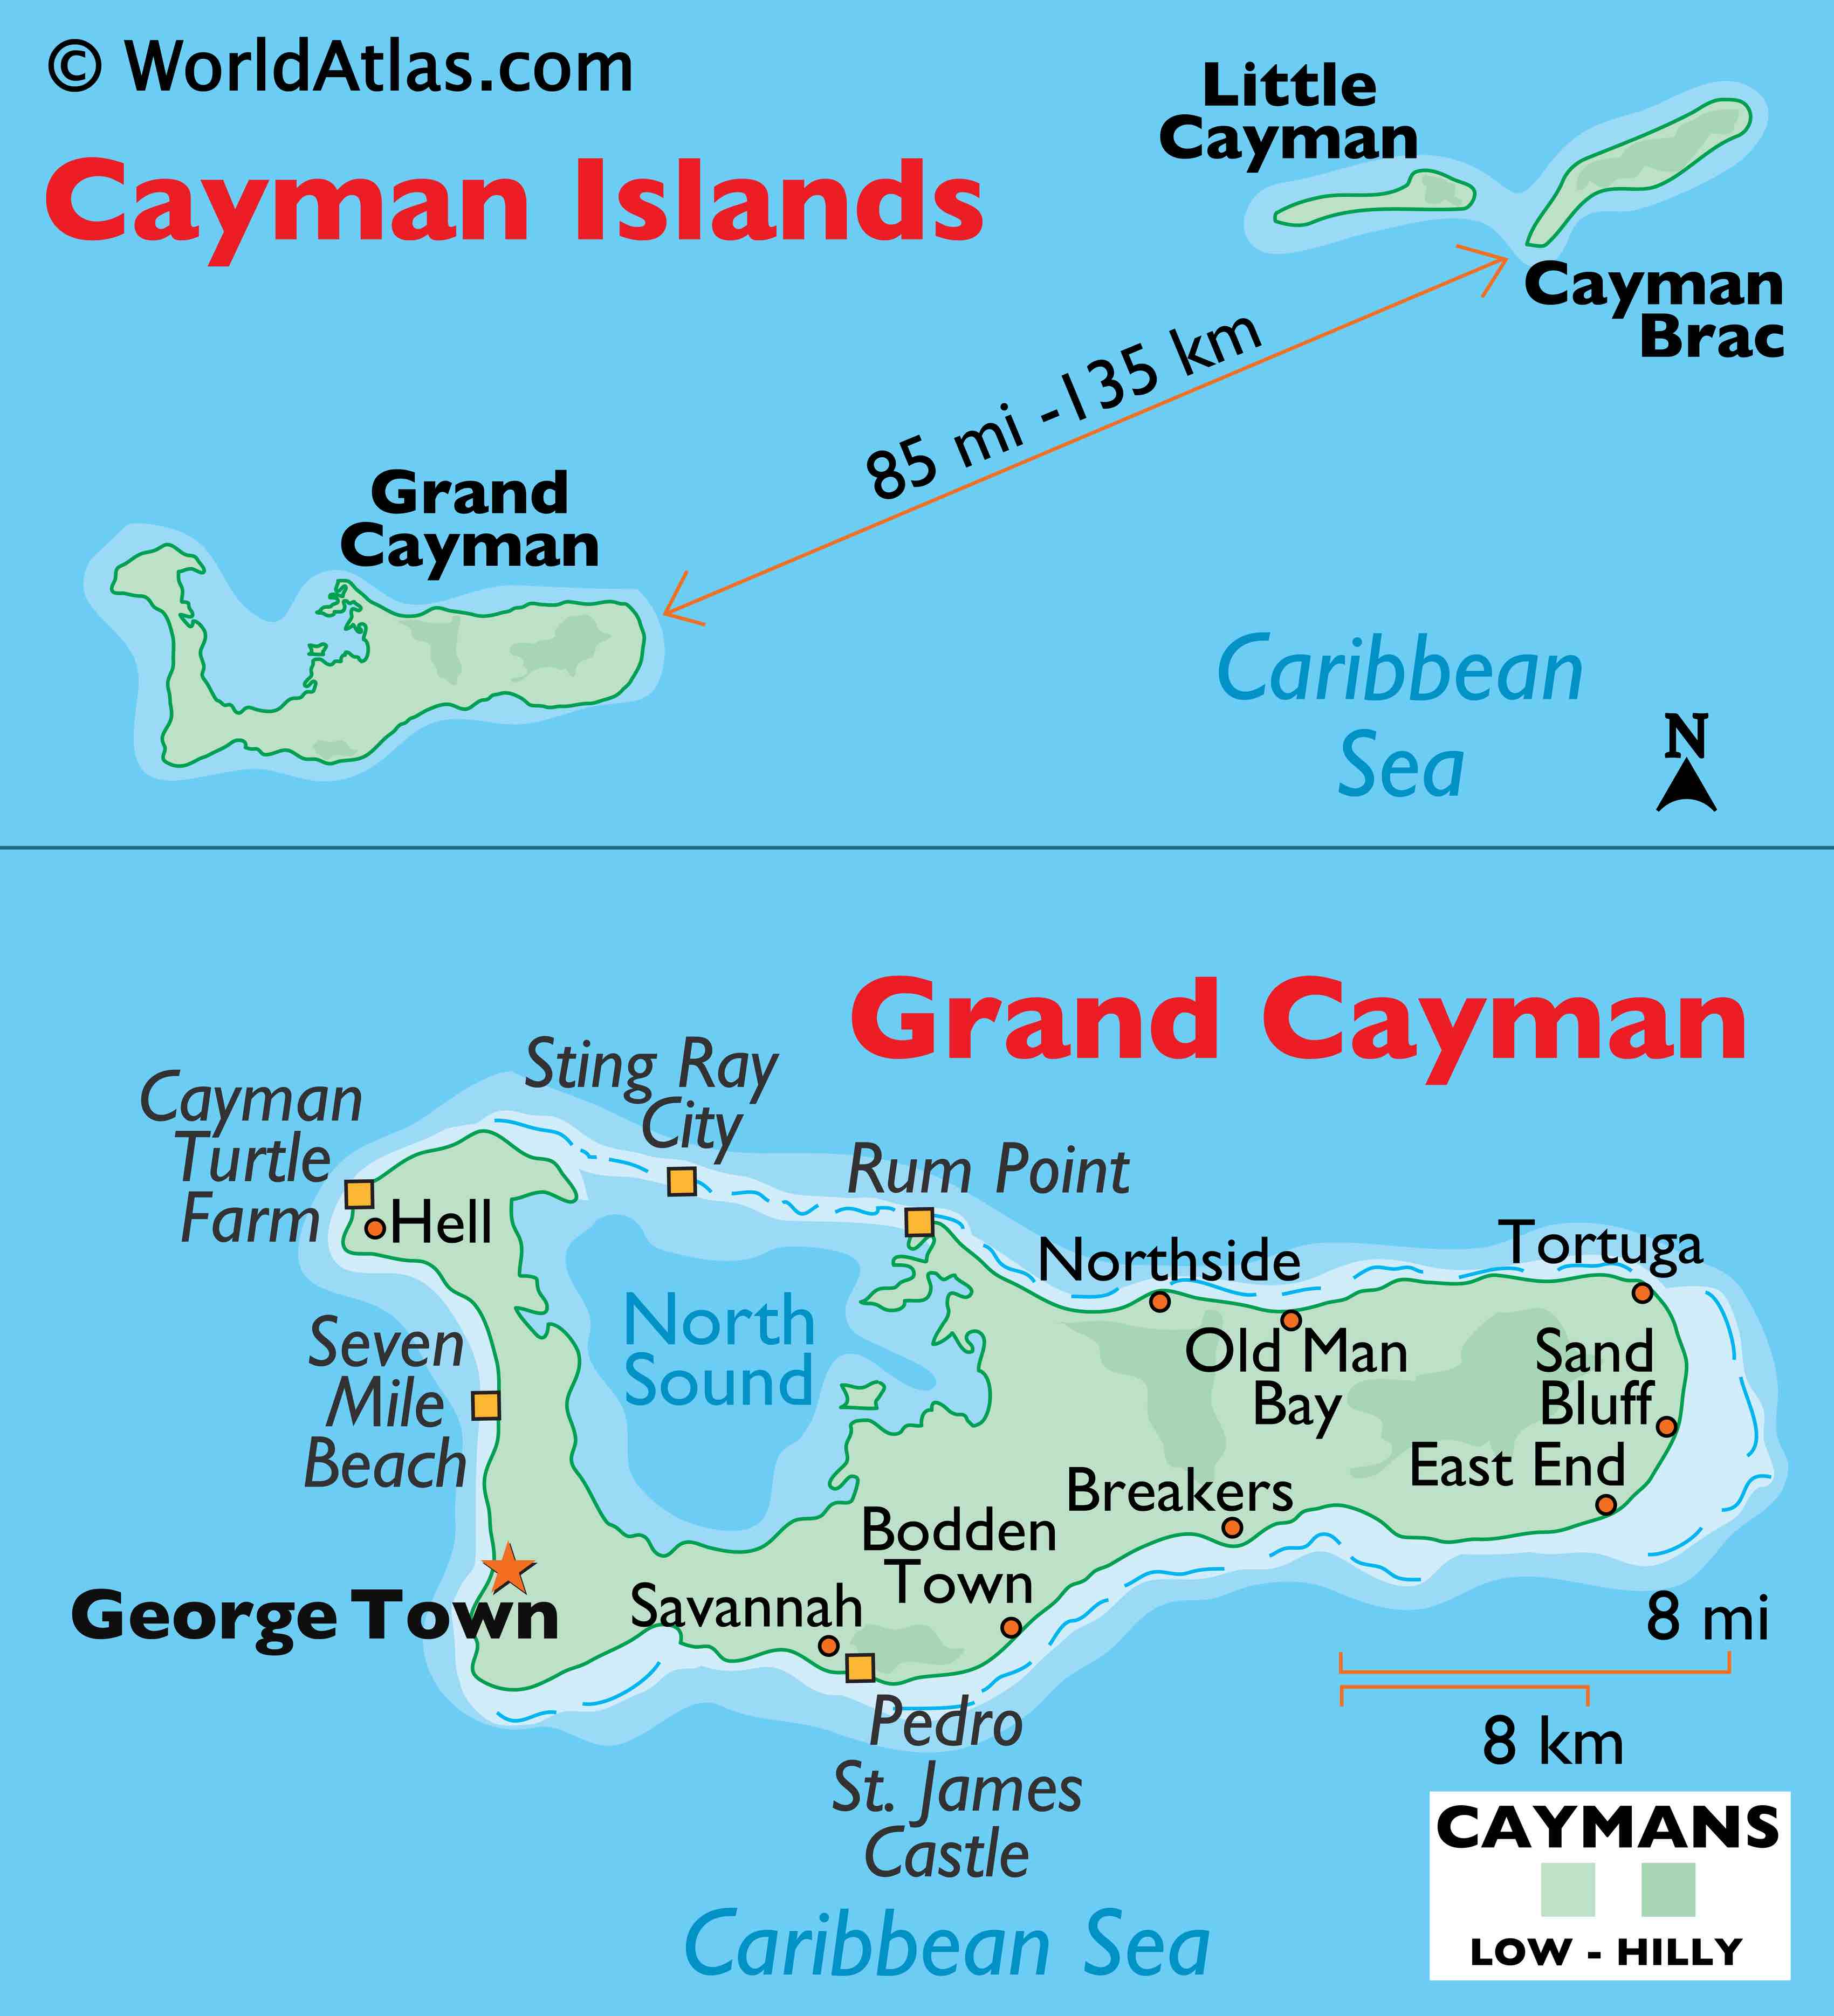 © WorldAtlas.com
Cayman Islands
Little
Cayman
Cayman
Brac
85 mi -135 km
Grand
Cayman
Caribbean
Sea
N
Grand Cayman
Sting Ray
City
Cayman
Turtle
Farm
Hell
Rum Point
Northside
Tortuga
North
Sound
Seven
Mile
Beach
Old Man
Bay
Sand
Bluff
East End
Breakers
Bodden
Town
Savannah
George Town
Pedro
St. James
Castle
8 mi
8 km
Caribbean Sea
CAYMANS
LOW - HILLY